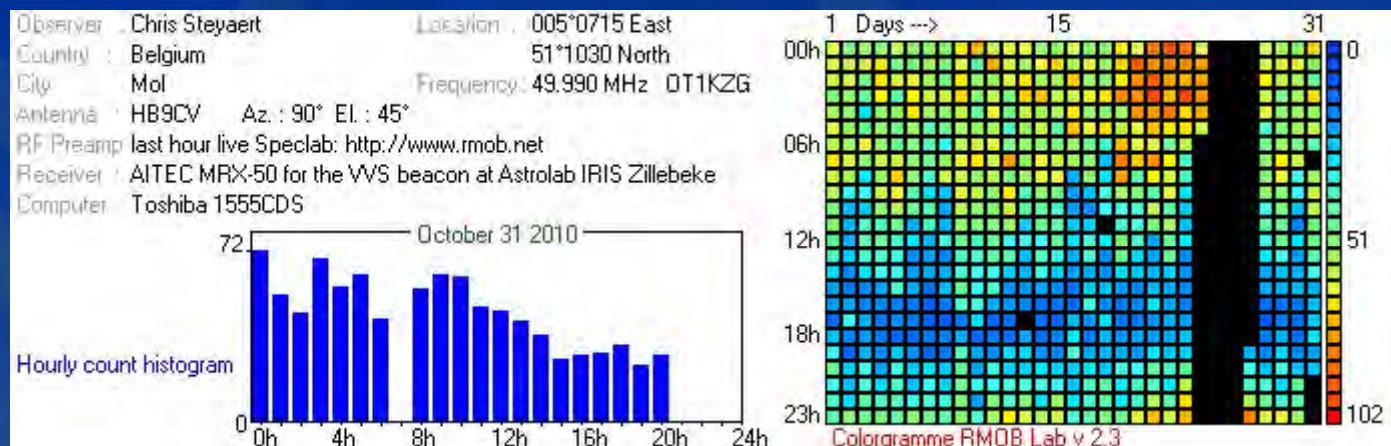 Observer : Chris Steyaert
Country : Belgium
City Mol
Antenna : HB9CV Az. : 90° El. : 45°
RF Preamp last hour live Speclab: http://www.rmob.net
Receiver : AITEC MRX-50 for the VVS beacon at Astrolab IRIS Zillebeke
Computer Toshiba 1555CDS
Location : 005°0715 East
51°1030 North
Frequency: 49.990 MHz OT1KZG
October 31 2010
72
Hourly count histogram
0
0h 4h 8h 12h 16h 20h 24h
1 Days ---> 15 31
00h 0
06h
12h 51
18h
23h 102
Colorgramme RMOB Lab v 2.3